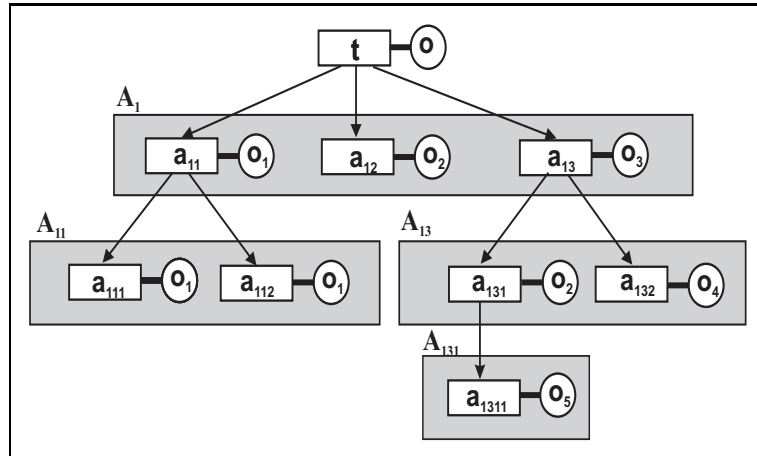 t o
A₁
a₁₁ o₁ a₁₂ o₂ a₁₃ o₃
A₁₁ A₁₃
a₁₁₁ o₁ a₁₁₂ o₁ a₁₃₁ o₂ a₁₃₂ o₄
A₁₃₁
a₁₃₁₁ o₅